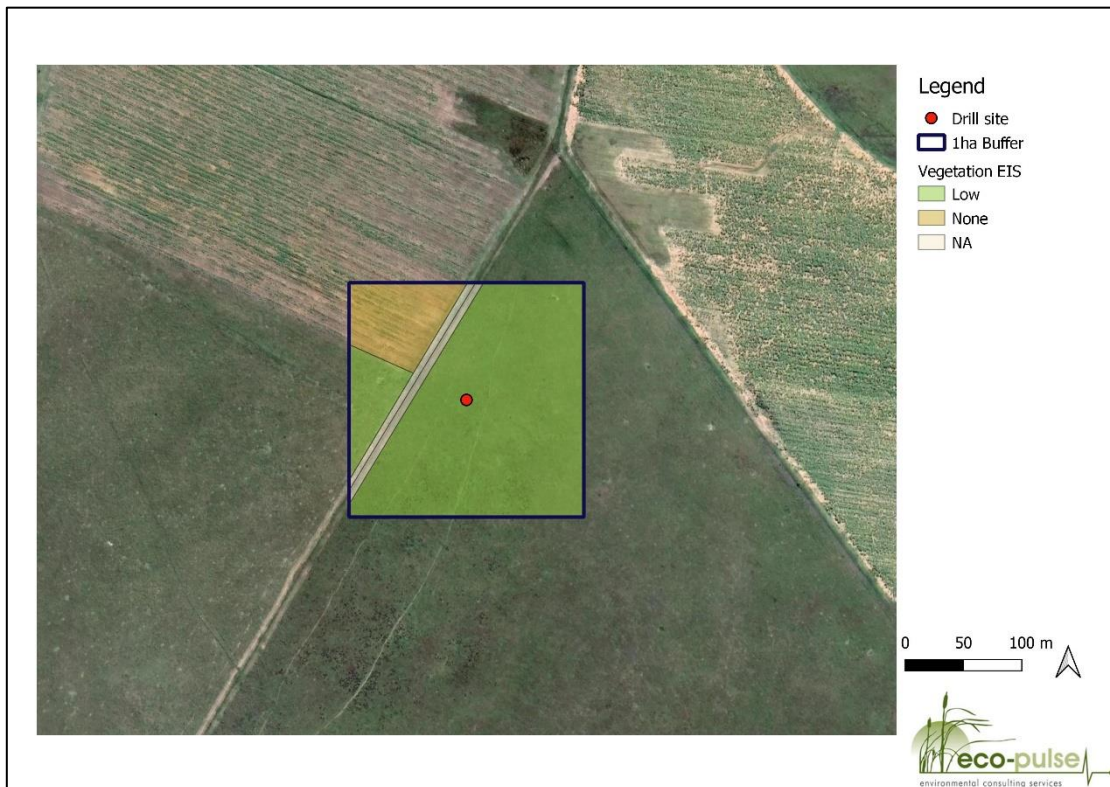 Legend
Drill site
1ha Buffer
Vegetation EIS
Low
None
NA
0 50 100 m
eco-pulse
environmental consulting services